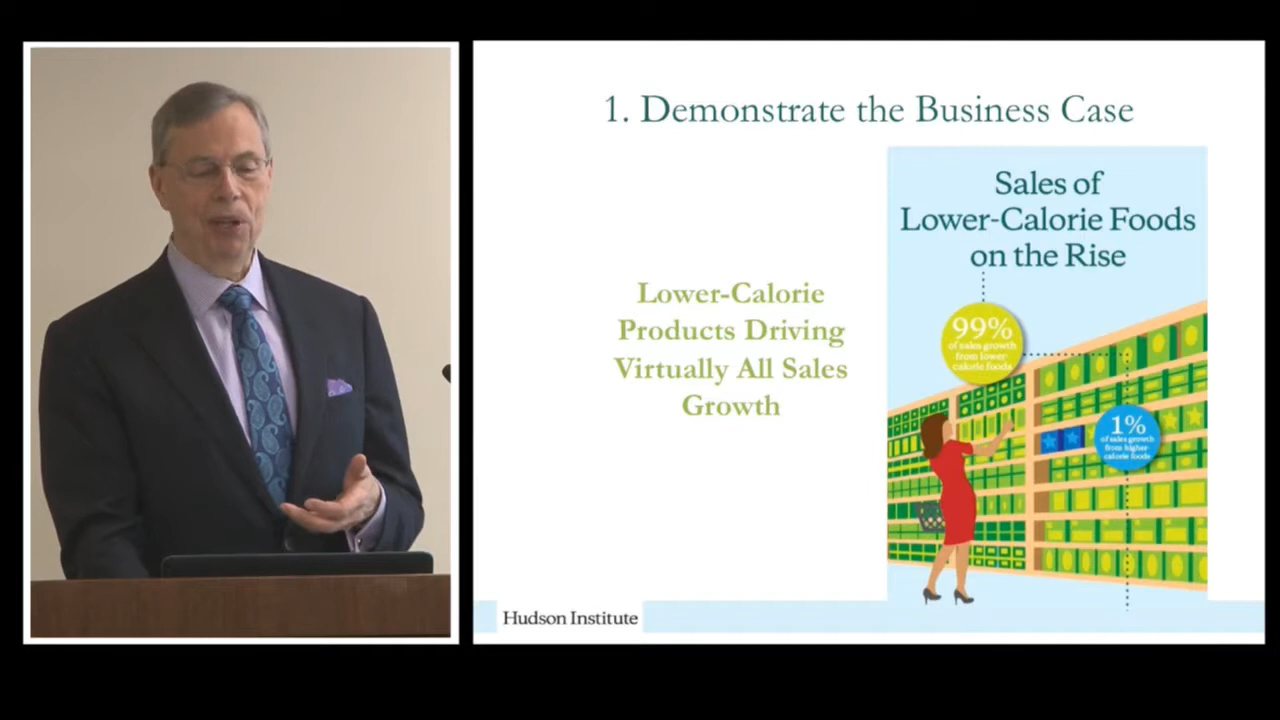 1. Demonstrate the Business Case
Sales of
Lower-Calorie Foods
on the Rise
Lower-Calorie
Products Driving
Virtually All Sales
Growth
99%
of sales growth
from lower-
calorie foods
1%
of sales growth
from higher-
calorie foods
Hudson Institute